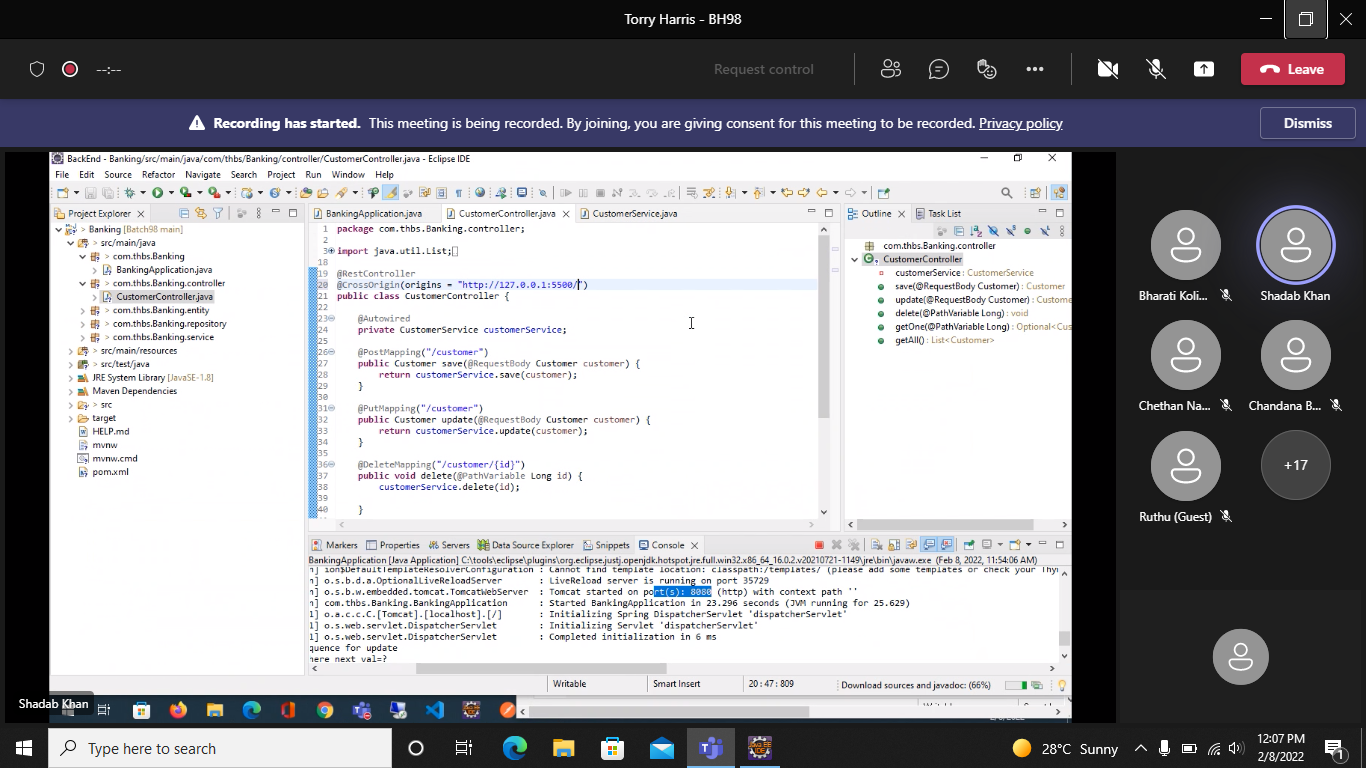 Torry Harris - BH98
--:--
Request control
Leave
Recording has started. This meeting is being recorded. By joining, you are giving consent for this meeting to be recorded. Privacy policy
Dismiss
BackEnd - Banking/src/main/java/com/thbs/Banking/controller/CustomerController.java - Eclipse IDE
File Edit Source Refactor Navigate Search Project Run Window Help
Project Explorer
Banking [Batch98 main]
src/main/java
com.thbs.Banking
BankingApplication.java
com.thbs.Banking.controller
CustomerController.java
com.thbs.Banking.entity
com.thbs.Banking.repository
com.thbs.Banking.service
src/main/resources
src/test/java
JRE System Library [JavaSE-1.8]
Maven Dependencies
src
target
HELP.md
mvnw
mvnw.cmd
pom.xml
BankingApplication.java CustomerController.java CustomerService.java
1 package com.thbs.Banking.controller;
2
3 import java.util.List;
18
19 @RestController
20 @CrossOrigin(origins = "http://127.0.0.1:5500/")
21 public class CustomerController {
22
23 @Autowired
24 private CustomerService customerService;
25
26 @PostMapping("/customer")
27 public Customer save(@RequestBody Customer customer) {
28 return customerService.save(customer);
29 }
30
31 @PutMapping("/customer")
32 public Customer update(@RequestBody Customer customer) {
33 return customerService.update(customer);
34 }
35
36 @DeleteMapping("/customer/{id}")
37 public void delete(@PathVariable Long id) {
38 customerService.delete(id);
39
40 }
Outline Task List
com.thbs.Banking.controller
CustomerController
customerService : CustomerService
save(@RequestBody Customer) : Customer
update(@RequestBody Customer) : Custome
delete(@PathVariable Long) : void
getOne(@PathVariable Long) : Optional<Cus
getAll() : List<Customer>
Markers Properties Servers Data Source Explorer Snippets Console
BankingApplication [Java Application] C:\tools\eclipse\plugins\org.eclipse.justj.openjdk.hotspot.jre.full.win32.x86_64_16.0.2.v20210721-1149\jre\bin\javaw.exe (Feb 8, 2022, 11:54:06 AM)
ion$DefaultTemplateResolverConfiguration : Cannot find template location: classpath:/templates/ (please add some templates or check your Thy
] o.s.b.d.a.OptionalLiveReloadServer : LiveReload server is running on port 35729
] o.s.b.w.embedded.tomcat.TomcatWebServer : Tomcat started on port(s): 8080 (http) with context path ''
] com.thbs.Banking.BankingApplication : Started BankingApplication in 23.296 seconds (JVM running for 25.629)
1] o.a.c.c.C.[Tomcat].[localhost].[/] : Initializing Spring DispatcherServlet 'dispatcherServlet'
1] o.s.web.servlet.DispatcherServlet : Initializing Servlet 'dispatcherServlet'
1] o.s.web.servlet.DispatcherServlet : Completed initialization in 6 ms
quence for update
here next_val=?
Writable Smart Insert 20 : 47 : 809 Download sources and javadoc: (66%)
Shadab Khan
Bharati Koli...
Shadab Khan
Chethan Na...
Chandana B...
Ruthu (Guest)
+17
Type here to search
28°C Sunny
12:07 PM
2/8/2022
1